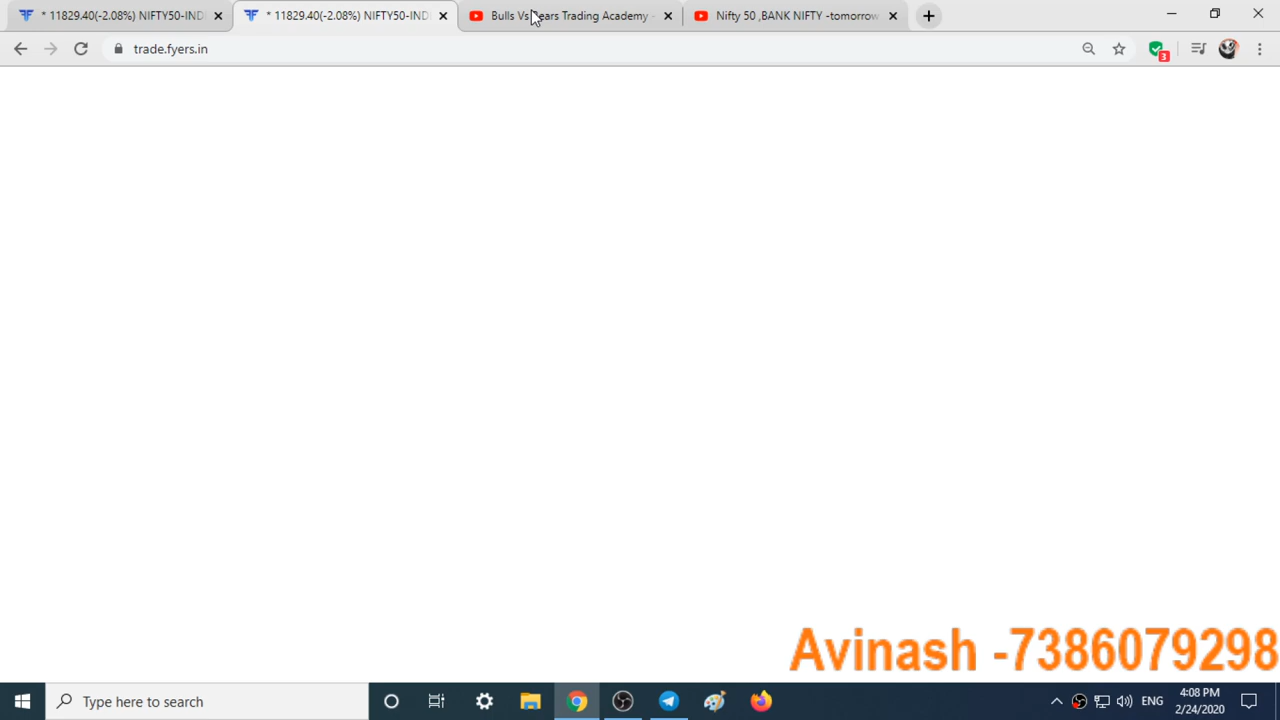 * 11829.40(-2.08%) NIFTY50-IND
* 11829.40(-2.08%) NIFTY50-IND
Bulls Vs Bears Trading Academy -
Nifty 50 ,BANK NIFTY -tomorrow
trade.fyers.in
3
Avinash -7386079298
Type here to search
ENG
4:08 PM
2/24/2020